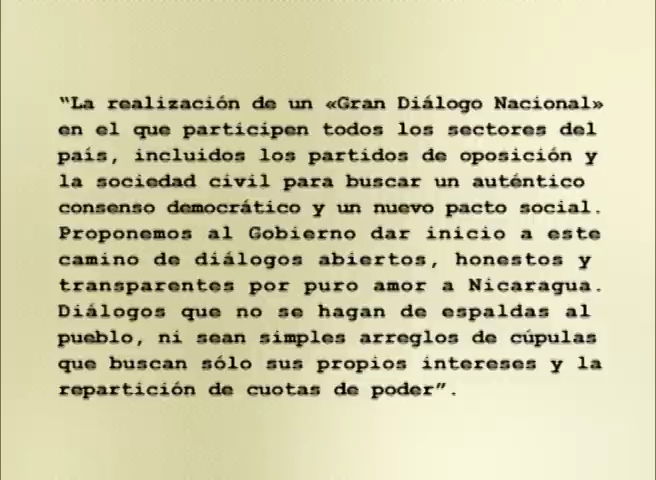 “La realización de un «Gran Diálogo Nacional»
en el que participen todos los sectores del
país, incluidos los partidos de oposición y
la sociedad civil para buscar un auténtico
consenso democrático y un nuevo pacto social.
Proponemos al Gobierno dar inicio a este
camino de diálogos abiertos, honestos y
transparentes por puro amor a Nicaragua.
Diálogos que no se hagan de espaldas al
pueblo, ni sean simples arreglos de cúpulas
que buscan sólo sus propios intereses y la
repartición de cuotas de poder”.